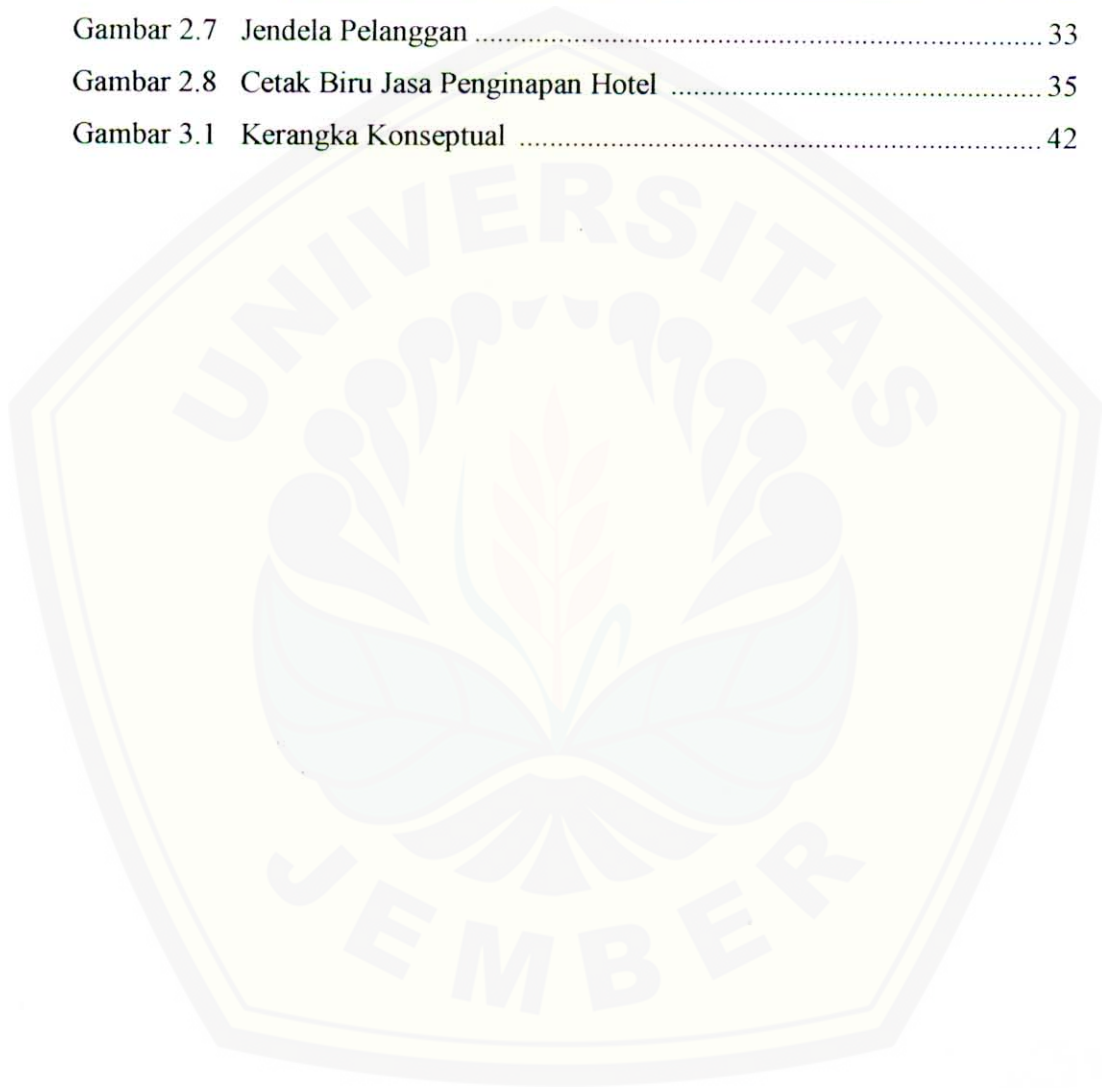 Gambar 2.7 Jendela Pelanggan ........................................................................................ 33
Gambar 2.8 Cetak Biru Jasa Penginapan Hotel ......................................................... 35
Gambar 3.1 Kerangka Konseptual ................................................................................ 42
UNIVERSITAS
JEMBER